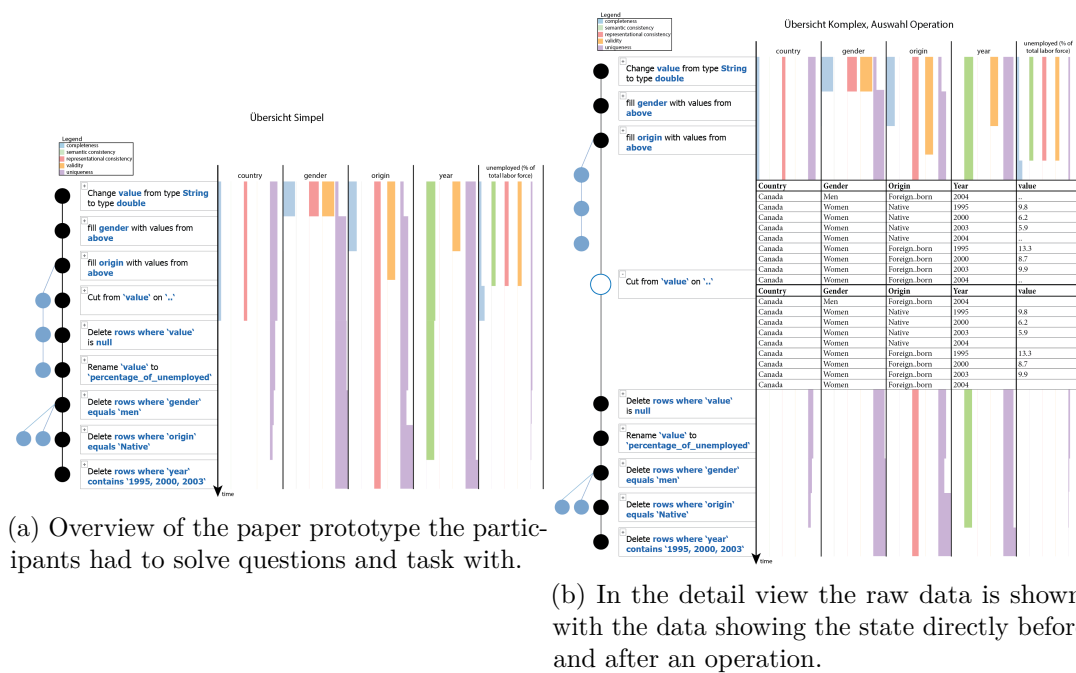 Übersicht Simpel
Legend
completeness
semantic consistency
representational consistency
validity
uniqueness
country
gender
origin
year
unemployed (% of
total labor force)
Change value from type String
to type double
fill gender with values from
above
fill origin with values from
above
Cut from 'value' on '..'
Delete rows where 'value'
is null
Rename 'value' to
'percentage_of_unemployed'
Delete rows where 'gender'
equals 'men'
Delete rows where 'origin'
equals 'Native'
Delete rows where 'year'
contains '1995, 2000, 2003'
time
(a) Overview of the paper prototype the partic-
ipants had to solve questions and task with.
Übersicht Komplex, Auswahl Operation
Legend
completeness
semantic consistency
representational consistency
validity
uniqueness
country
gender
origin
year
unemployed (% of
total labor force)
Change value from type String
to type double
fill gender with values from
above
fill origin with values from
above
Cut from 'value' on '..'
Country Gender Origin Year value
Canada Men Foreign..born 2004 ..
Canada Women Native 1995 9.8
Canada Women Native 2000 6.2
Canada Women Native 2003 5.9
Canada Women Native 2004 ..
Canada Women Foreign..born 1995 13.3
Canada Women Foreign..born 2000 8.7
Canada Women Foreign..born 2003 9.9
Canada Women Foreign..born 2004 ..
Country Gender Origin Year value
Canada Men Foreign..born 2004
Canada Women Native 1995 9.8
Canada Women Native 2000 6.2
Canada Women Native 2003 5.9
Canada Women Native 2004
Canada Women Foreign..born 1995 13.3
Canada Women Foreign..born 2000 8.7
Canada Women Foreign..born 2003 9.9
Canada Women Foreign..born 2004
Delete rows where 'value'
is null
Rename 'value' to
'percentage_of_unemployed'
Delete rows where 'gender'
equals 'men'
Delete rows where 'origin'
equals 'Native'
Delete rows where 'year'
contains '1995, 2000, 2003'
time
(b) In the detail view the raw data is shown
with the data showing the state directly befor
and after an operation.